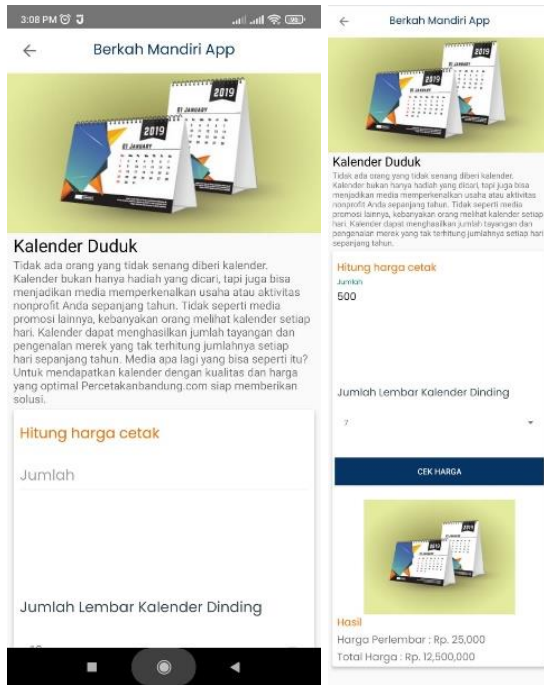 3:08 PM
Berkah Mandiri App
01 JANUARY
2019
2019
01 JANUARY
Kalender Duduk
Tidak ada orang yang tidak senang diberi kalender.
Kalender bukan hanya hadiah yang dicari, tapi juga bisa
menjadikan media memperkenalkan usaha atau aktivitas
nonprofit Anda sepanjang tahun. Tidak seperti media
promosi lainnya, kebanyakan orang melihat kalender setiap
hari. Kalender dapat menghasilkan jumlah tayangan dan
pengenalan merek yang tak terhitung jumlahnya setiap
hari sepanjang tahun. Media apa lagi yang bisa seperti itu?
Untuk mendapatkan kalender dengan kualitas dan harga
yang optimal Percetakanbandung.com siap memberikan
solusi.
Hitung harga cetak
Jumlah
Jumlah Lembar Kalender Dinding
Berkah Mandiri App
2019
2019
Kalender Duduk
Tidak ada orang yang tidak senang diberi kalender.
Kalender bukan hanya hadiah yang dicari, tapi juga bisa
menjadikan media memperkenalkan usaha atau aktivitas
nonprofit Anda sepanjang tahun. Tidak seperti media
promosi lainnya, kebanyakan orang melihat kalender setiap
hari. Kalender dapat menghasilkan jumlah tayangan dan
pengenalan merek yang tak terhitung jumlahnya setiap hari
sepanjang tahun.
Hitung harga cetak
Jumlah
500
Jumlah Lembar Kalender Dinding
7
CEK HARGA
2019
2019
Hasil
Harga Perlembar : Rp. 25,000
Total Harga : Rp. 12,500,000